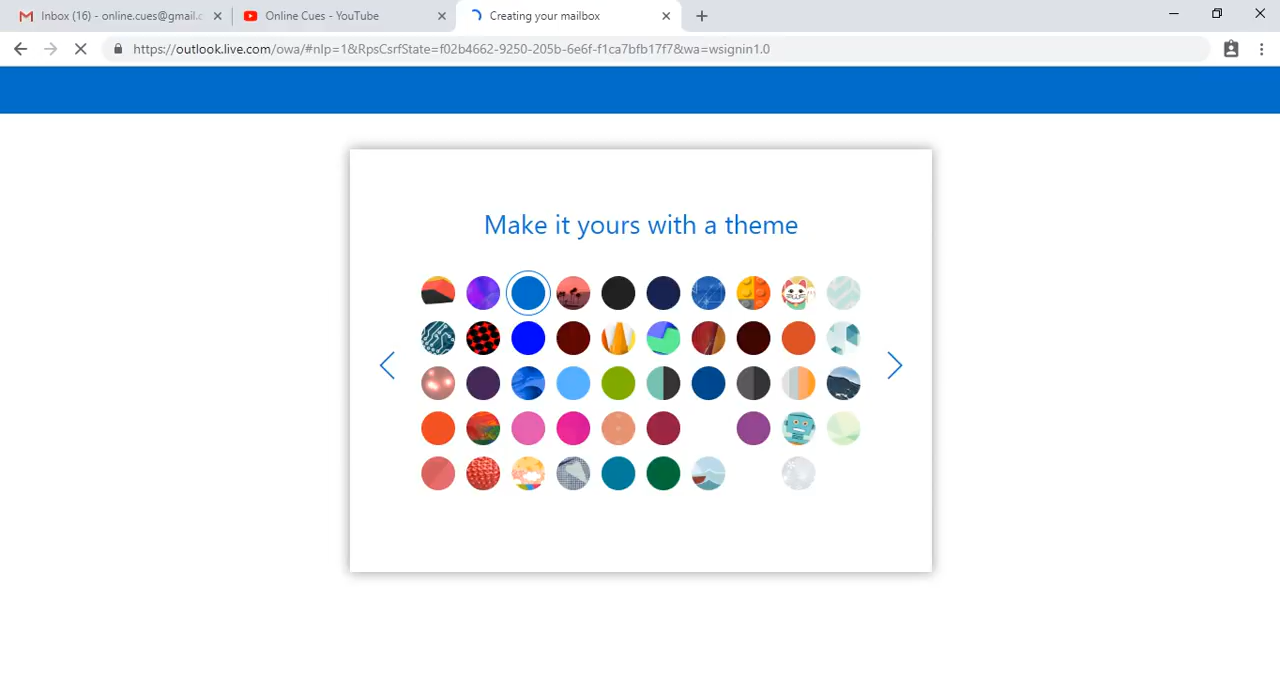 Inbox (16) - online.cues@gmail.c
Online Cues - YouTube
Creating your mailbox
https://outlook.live.com/owa/#nlp=1&RpsCsrfState=f02b4662-9250-205b-6e6f-f1ca7bfb17f7&wa=wsignin1.0
Make it yours with a theme